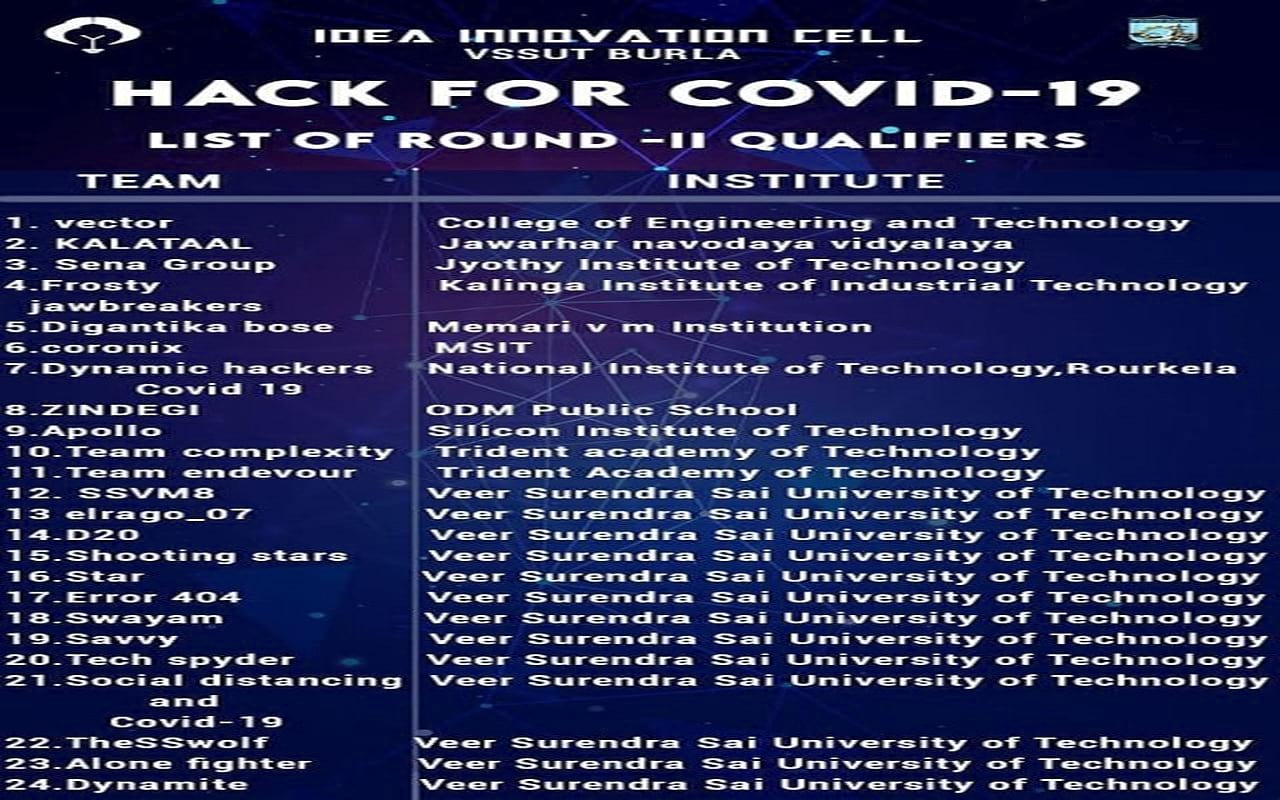 IDEA INNOVATION CELL
VSSUT BURLA
HACK FOR COVID-19
LIST OF ROUND -II QUALIFIERS
TEAM INSTITUTE
1. vector College of Engineering and Technology
2. KALATAAL Jawarhar navodaya vidyalaya
3. Sena Group Jyothy Institute of Technology
4.Frosty Kalinga Institute of Industrial Technology
jawbreakers
5.Digantika bose Memari v m Institution
6.coronix MSIT
7.Dynamic hackers National Institute of Technology,Rourkela
Covid 19
8.ZINDEGI ODM Public School
9.Apollo Silicon Institute of Technology
10.Team complexity Trident academy of Technology
11.Team endevour Trident Academy of Technology
12. SSVM8 Veer Surendra Sai University of Technology
13 elrago_07 Veer Surendra Sai University of Technology
14.D20 Veer Surendra Sai University of Technology
15.Shooting stars Veer Surendra Sai University of Technology
16.Star Veer Surendra Sai University of Technology
17.Error 404 Veer Surendra Sai University of Technology
18.Swayam Veer Surendra Sai University of Technology
19.Savvy Veer Surendra Sai University of Technology
20.Tech spyder Veer Surendra Sai University of Technology
21.Social distancing Veer Surendra Sai University of Technology
and
Covid-19
22.TheSSwolf Veer Surendra Sai University of Technology
23.Alone fighter Veer Surendra Sai University of Technology
24.Dynamite Veer Surendra Sai University of Technology